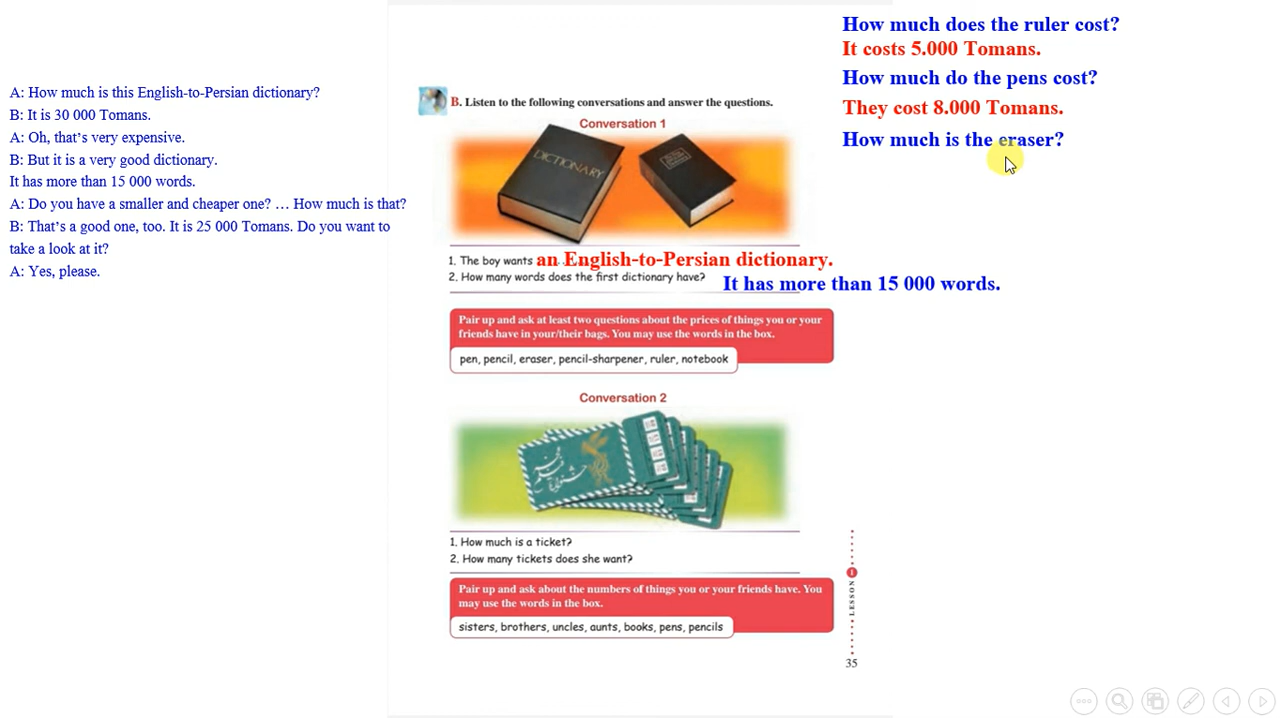 How much does the ruler cost?
It costs 5.000 Tomans.
How much do the pens cost?
They cost 8.000 Tomans.
How much is the eraser?
A: How much is this English-to-Persian dictionary?
B: It is 30 000 Tomans.
A: Oh, that's very expensive.
B: But it is a very good dictionary.
It has more than 15 000 words.
A: Do you have a smaller and cheaper one? … How much is that?
B: That's a good one, too. It is 25 000 Tomans. Do you want to
take a look at it?
A: Yes, please.
B. Listen to the following conversations and answer the questions.
Conversation 1
DICTIONARY
1. The boy wants an English-to-Persian dictionary.
2. How many words does the first dictionary have? It has more than 15 000 words.
Pair up and ask at least two questions about the prices of things you or your
friends have in your/their bags. You may use the words in the box.
pen, pencil, eraser, pencil-sharpener, ruler, notebook
Conversation 2
جشنواره فیلم فجر
1. How much is a ticket?
2. How many tickets does she want?
Pair up and ask about the numbers of things you or your friends have. You
may use the words in the box.
sisters, brothers, uncles, aunts, books, pens, pencils
LESSON 1
35